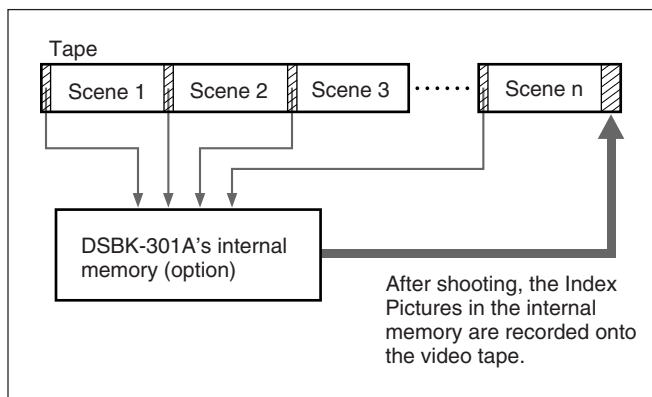 Tape
Scene 1
Scene 2
Scene 3
Scene n
DSBK-301A's internal
memory (option)
After shooting, the Index
Pictures in the internal
memory are recorded onto
the video tape.